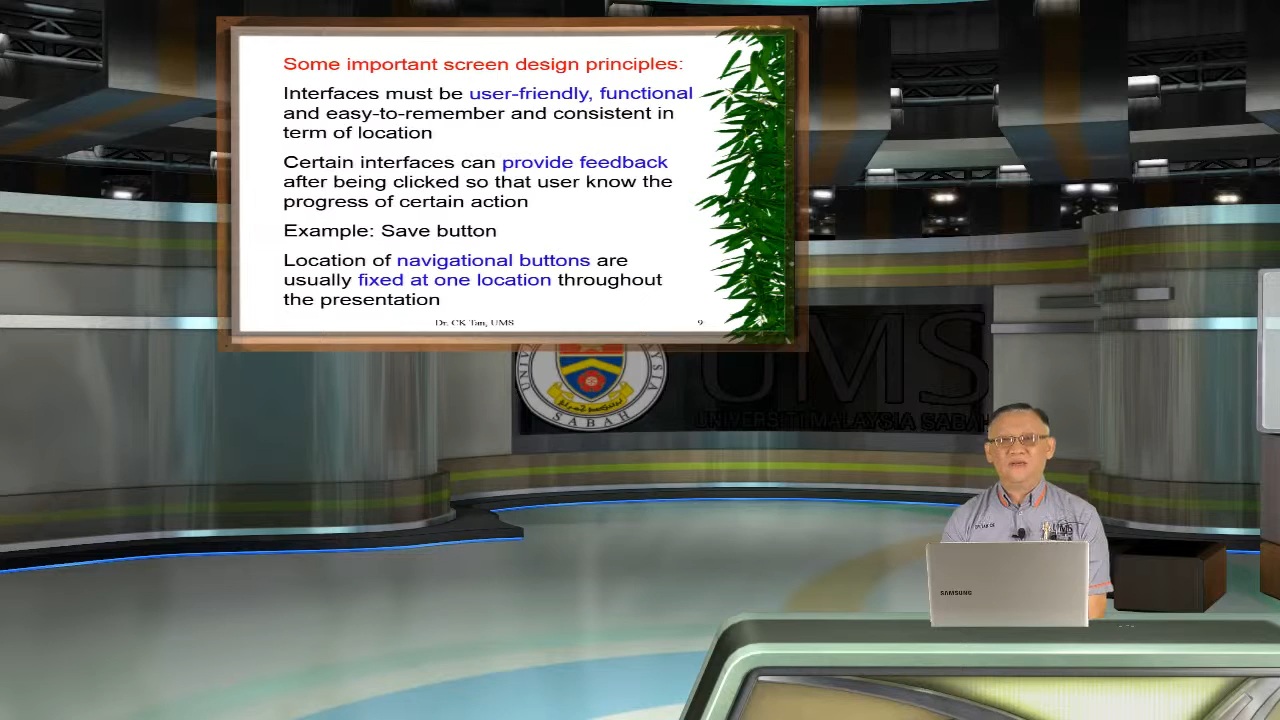 Some important screen design principles:
Interfaces must be user-friendly, functional
and easy-to-remember and consistent in
term of location
Certain interfaces can provide feedback
after being clicked so that user know the
progress of certain action
Example: Save button
Location of navigational buttons are
usually fixed at one location throughout
the presentation
Dr. CK Tan, UMS 9
UMS
UNIVERSITI MALAYSIA SABAH
SABAH
UMS
SAMSUNG